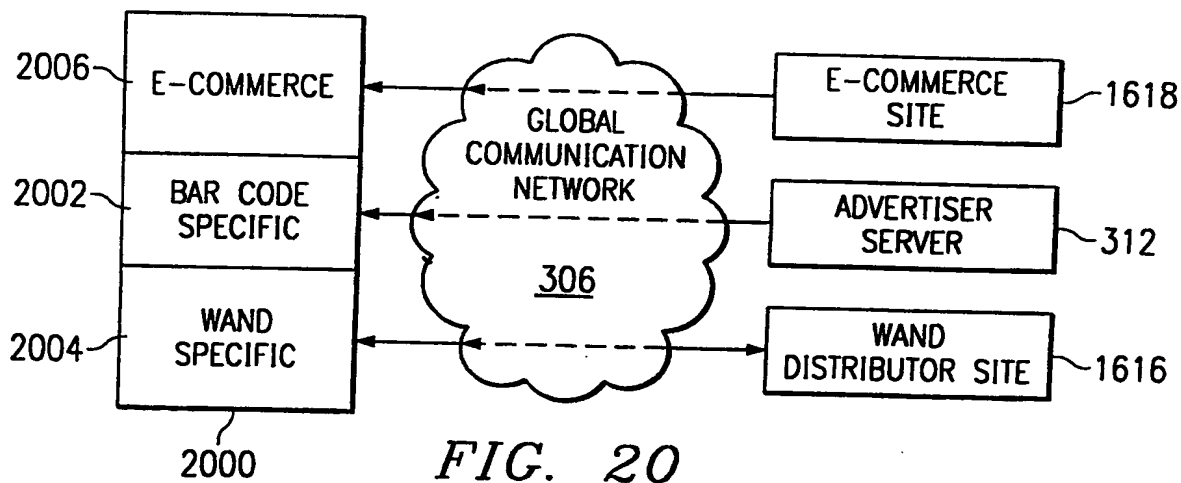 2006
E-COMMERCE
2002
BAR CODE
SPECIFIC
2004
WAND
SPECIFIC
2000
GLOBAL
COMMUNICATION
NETWORK
306
E-COMMERCE
SITE
1618
ADVERTISER
SERVER
312
WAND
DISTRIBUTOR SITE
1616
FIG. 20